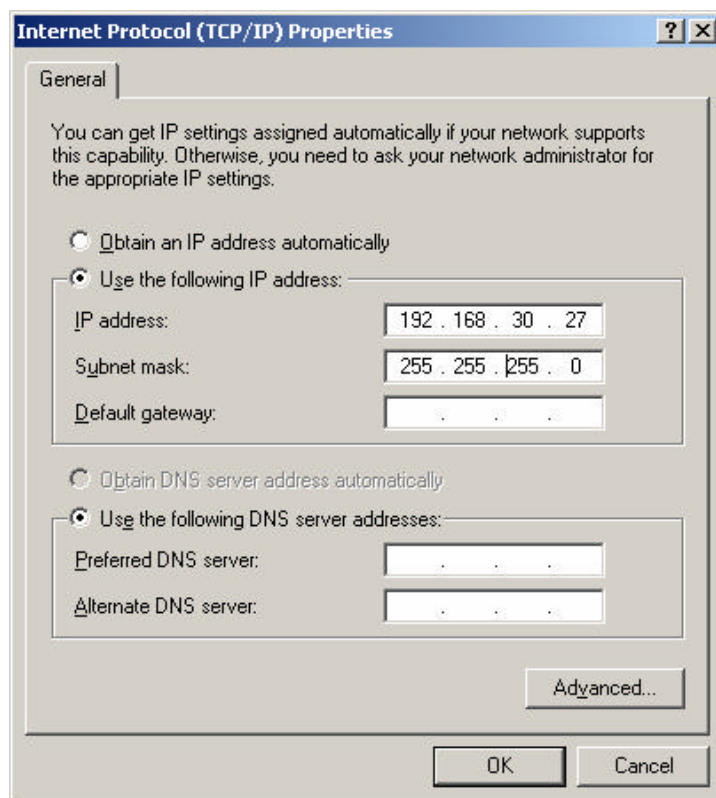 Internet Protocol (TCP/IP) Properties
General
You can get IP settings assigned automatically if your network supports
this capability. Otherwise, you need to ask your network administrator for
the appropriate IP settings.
Obtain an IP address automatically
Use the following IP address:
IP address: 192 . 168 . 30 . 27
Subnet mask: 255 . 255 . 255 . 0
Default gateway: . . .
Obtain DNS server address automatically
Use the following DNS server addresses:
Preferred DNS server: . . .
Alternate DNS server: . . .
Advanced...
OK Cancel